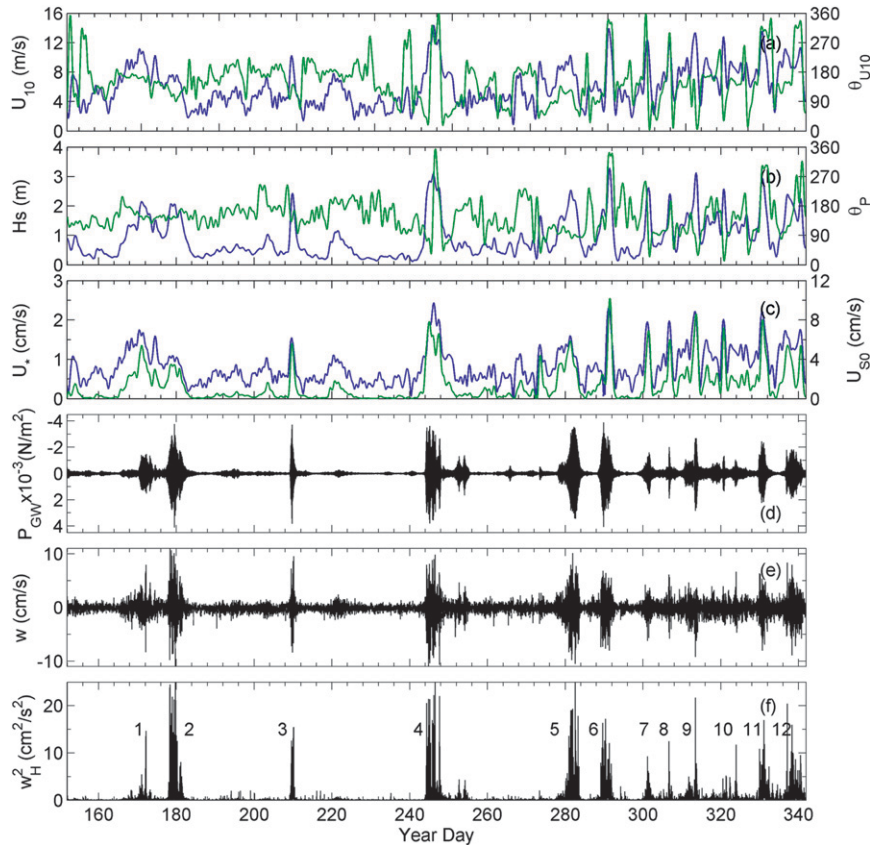 16
12
8
4
0
U10 (m/s)
(a)
360
270
180
90
0
θU10
4
3
2
1
0
Hs (m)
(b)
360
270
180
90
0
θP
3
2
1
0
U* (cm/s)
(c)
12
8
4
0
US0 (cm/s)
-4
-2
0
2
4
PGWx10-3(N/m2)
(d)
10
0
-10
w (cm/s)
(e)
20
10
0
w2H (cm2/s2)
(f)
1 2 3 4 5 6 7 8 9 10 11 12
160 180 200 220 240 260 280 300 320 340
Year Day